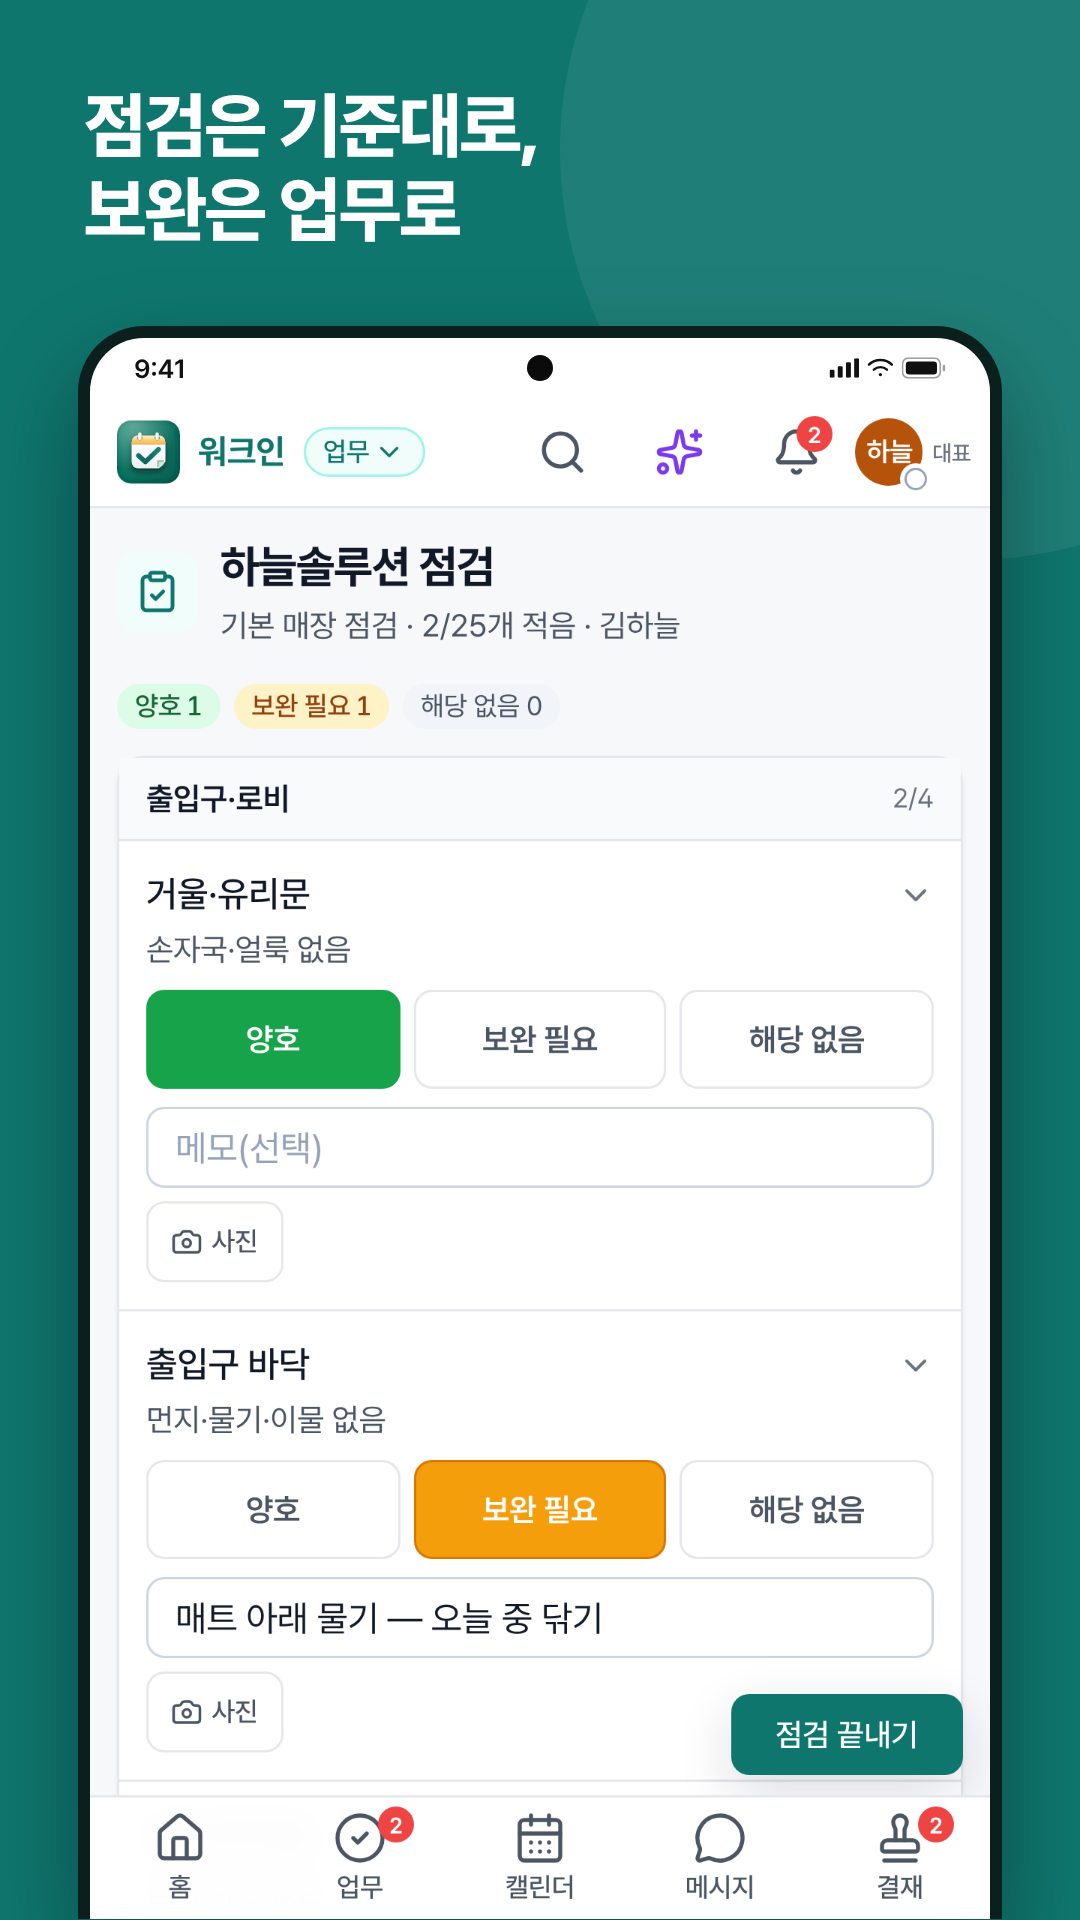 점검은 기준대로,
보완은 업무로
9:41
워크인
업무
2
하늘
대표
하늘솔루션 점검
기본 매장 점검 · 2/25개 적음 · 김하늘
양호 1
보완 필요 1
해당 없음 0
출입구·로비
2/4
거울·유리문
손자국·얼룩 없음
양호
보완 필요
해당 없음
메모(선택)
사진
출입구 바닥
먼지·물기·이물 없음
양호
보완 필요
해당 없음
매트 아래 물기 — 오늘 중 닦기
사진
점검 끝내기
2
2
홈
업무
캘린더
메시지
결재